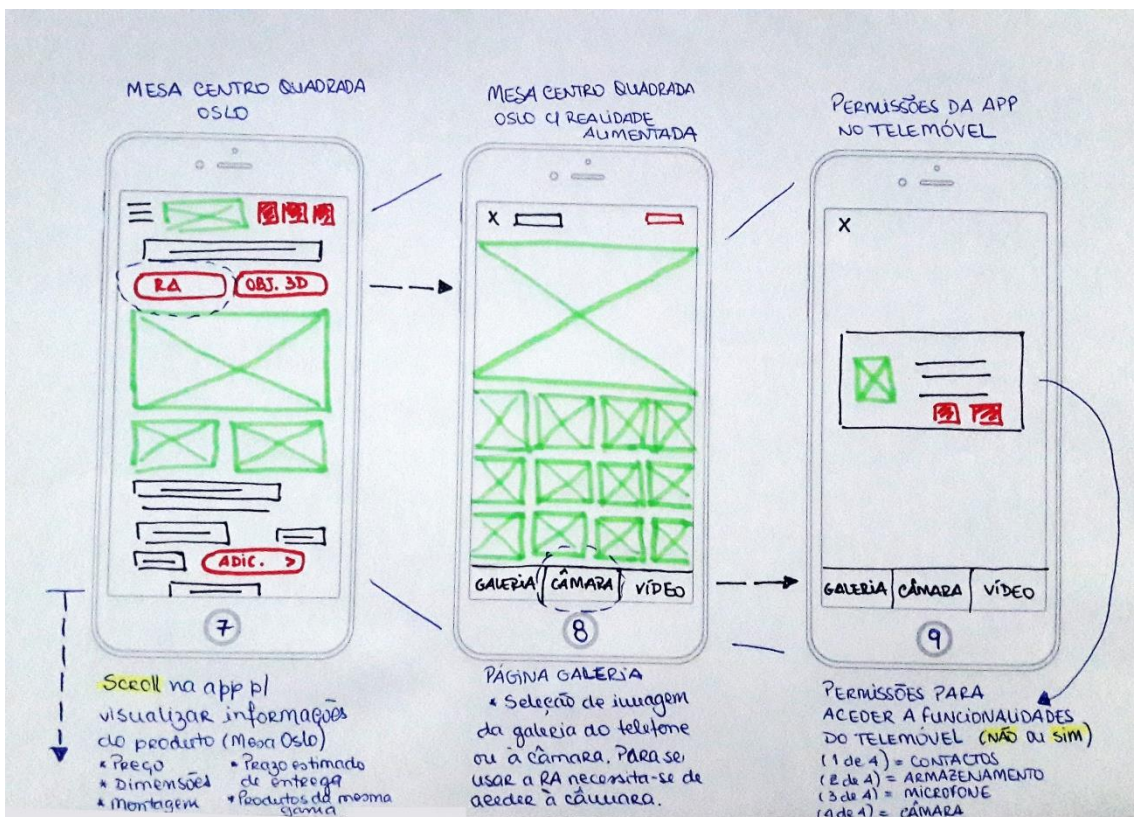 MESA CENTRO QUADRADA
OSLO
RA
OBJ. 3D
ADIC. >
7
Scroll na app p/
visualizar informações
do produto (Mesa Oslo)
* Preço
* Dimensões
* Montagem
* Prazo estimado
de entrega
* Produtos da mesma
gama
MESA CENTRO QUADRADA
OSLO C/ REALIDADE
AUMENTADA
X
GALERIA CÂMARA VÍDEO
8
PÁGINA GALERIA
* Seleção de imagem
da galeria do telefone
ou à câmara. Para se
usar a RA necessita-se de
aceder à câmara.
PERMISSÕES DA APP
NO TELEMÓVEL
X
GALERIA CÂMARA VÍDEO
9
PERMISSÕES PARA
ACEDER A FUNCIONALIDADES
DO TELEMÓVEL (NÃO ou SIM)
(1 de 4) = CONTACTOS
(2 de 4) = ARMAZENAMENTO
(3 de 4) = MICROFONE
(4 de 4) = CÂMARA